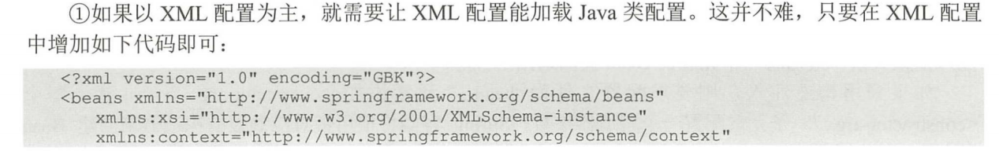 ①如果以 XML 配置为主，就需要让 XML 配置能加载 Java 类配置。这并不难，只要在 XML 配置
中增加如下代码即可：
<?xml version="1.0" encoding="GBK"?>
<beans xmlns="http://www.springframework.org/schema/beans"
xmlns:xsi="http://www.w3.org/2001/XMLSchema-instance"
xmlns:context="http://www.springframework.org/schema/context"